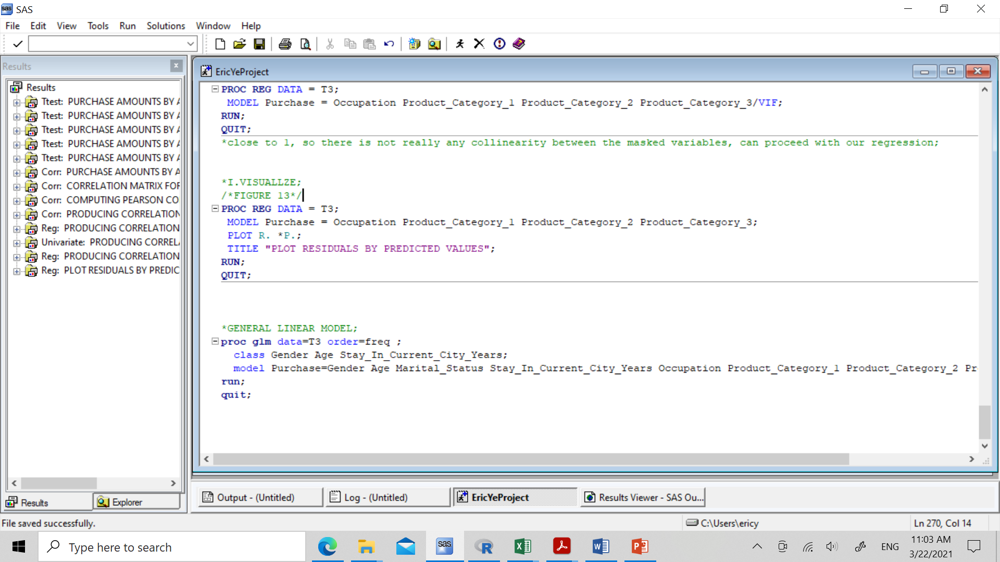 SAS
File Edit View Tools Run Solutions Window Help
Results
Results
Ttest: PURCHASE AMOUNTS BY A
Ttest: PURCHASE AMOUNTS BY A
Ttest: PURCHASE AMOUNTS BY A
Ttest: PURCHASE AMOUNTS BY A
Ttest: PURCHASE AMOUNTS BY A
Corr: PURCHASE AMOUNTS BY A
Corr: CORRELATION MATRIX FOR
Corr: COMPUTING PEARSON CO
Corr: PRODUCING CORRELATION
Reg: PRODUCING CORRELATION
Univariate: PRODUCING CORREL
Reg: PRODUCING CORRELATION
Reg: PLOT RESIDUALS BY PREDIC
Results
Explorer
EricYeProject
PROC REG DATA = T3;
MODEL Purchase = Occupation Product_Category_1 Product_Category_2 Product_Category_3/VIF;
RUN;
QUIT;
*close to 1, so there is not really any collinearity between the masked variables, can proceed with our regression;
*I.VISUALLZE;
/*FIGURE 13*/
PROC REG DATA = T3;
MODEL Purchase = Occupation Product_Category_1 Product_Category_2 Product_Category_3;
PLOT R. *P.;
TITLE "PLOT RESIDUALS BY PREDICTED VALUES";
RUN;
QUIT;
*GENERAL LINEAR MODEL;
proc glm data=T3 order=freq ;
class Gender Age Stay_In_Current_City_Years;
model Purchase=Gender Age Marital_Status Stay_In_Current_City_Years Occupation Product_Category_1 Product_Category_2 Pr
run;
quit;
Output - (Untitled)
Log - (Untitled)
EricYeProject
Results Viewer - SAS Ou...
File saved successfully.
C:\Users\ericy
Ln 270, Col 14
Type here to search
sas
ENG
11:03 AM
3/22/2021